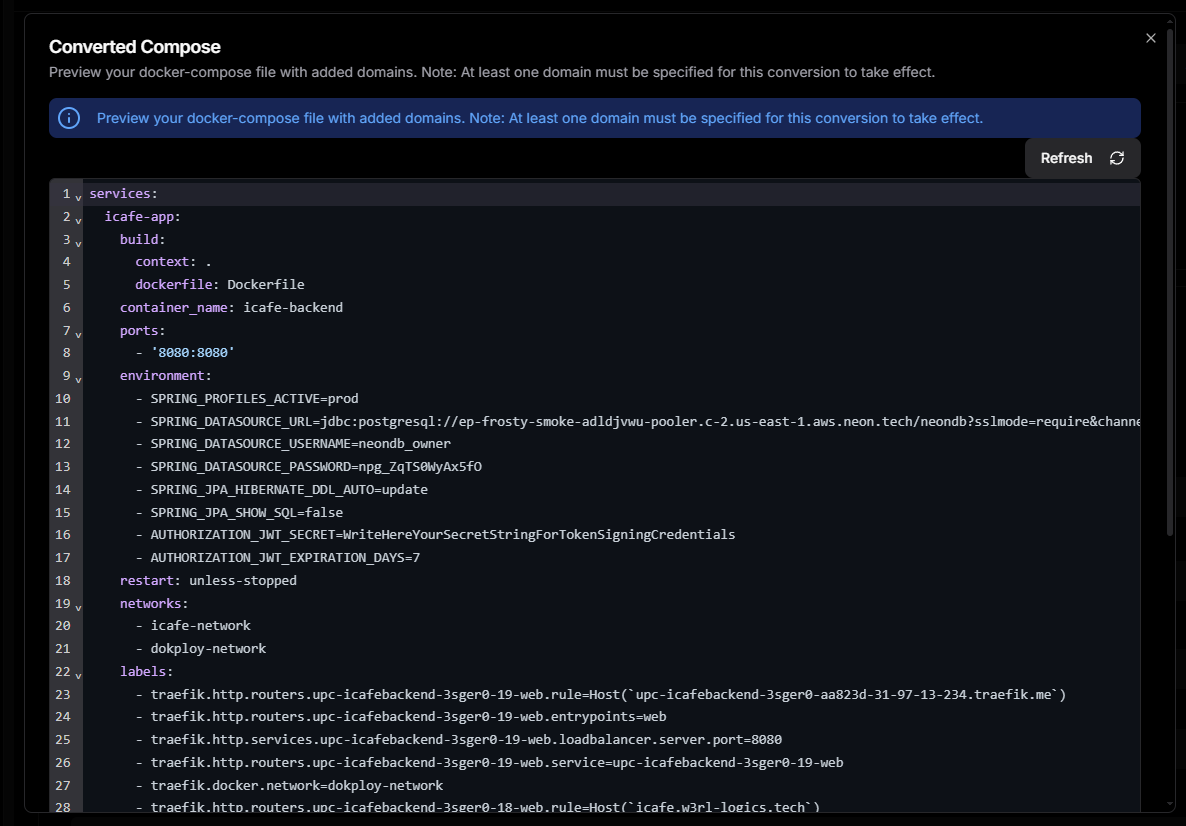 Converted Compose
Preview your docker-compose file with added domains. Note: At least one domain must be specified for this conversion to take effect.
Preview your docker-compose file with added domains. Note: At least one domain must be specified for this conversion to take effect.
Refresh
1 services:
2   icafe-app:
3     build:
4       context: .
5       dockerfile: Dockerfile
6     container_name: icafe-backend
7     ports:
8       - '8080:8080'
9     environment:
10       - SPRING_PROFILES_ACTIVE=prod
11       - SPRING_DATASOURCE_URL=jdbc:postgresql://ep-frosty-smoke-adldjvwu-pooler.c-2.us-east-1.aws.neon.tech/neondb?sslmode=require&channe
12       - SPRING_DATASOURCE_USERNAME=neondb_owner
13       - SPRING_DATASOURCE_PASSWORD=npg_ZqTS0WyAx5fO
14       - SPRING_JPA_HIBERNATE_DDL_AUTO=update
15       - SPRING_JPA_SHOW_SQL=false
16       - AUTHORIZATION_JWT_SECRET=WriteHereYourSecretStringForTokenSigningCredentials
17       - AUTHORIZATION_JWT_EXPIRATION_DAYS=7
18     restart: unless-stopped
19     networks:
20       - icafe-network
21       - dokploy-network
22     labels:
23       - traefik.http.routers.upc-icafebackend-3sger0-19-web.rule=Host(`upc-icafebackend-3sger0-aa823d-31-97-13-234.traefik.me`)
24       - traefik.http.routers.upc-icafebackend-3sger0-19-web.entrypoints=web
25       - traefik.http.services.upc-icafebackend-3sger0-19-web.loadbalancer.server.port=8080
26       - traefik.http.routers.upc-icafebackend-3sger0-19-web.service=upc-icafebackend-3sger0-19-web
27       - traefik.docker.network=dokploy-network
28       - traefik.http.routers.upc-icafebackend-3sger0-18-web.rule=Host(`icafe.w3rl-logics.tech`)